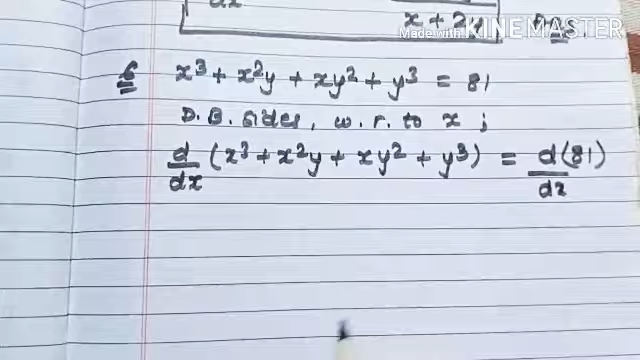 dx
x + 2y
Made with KINEMASTER
6 x³ + x²y + xy² + y³ = 81
D. B. sides, w. r. to x ;
d/dx (x³ + x²y + xy² + y³) = d(81)/dx